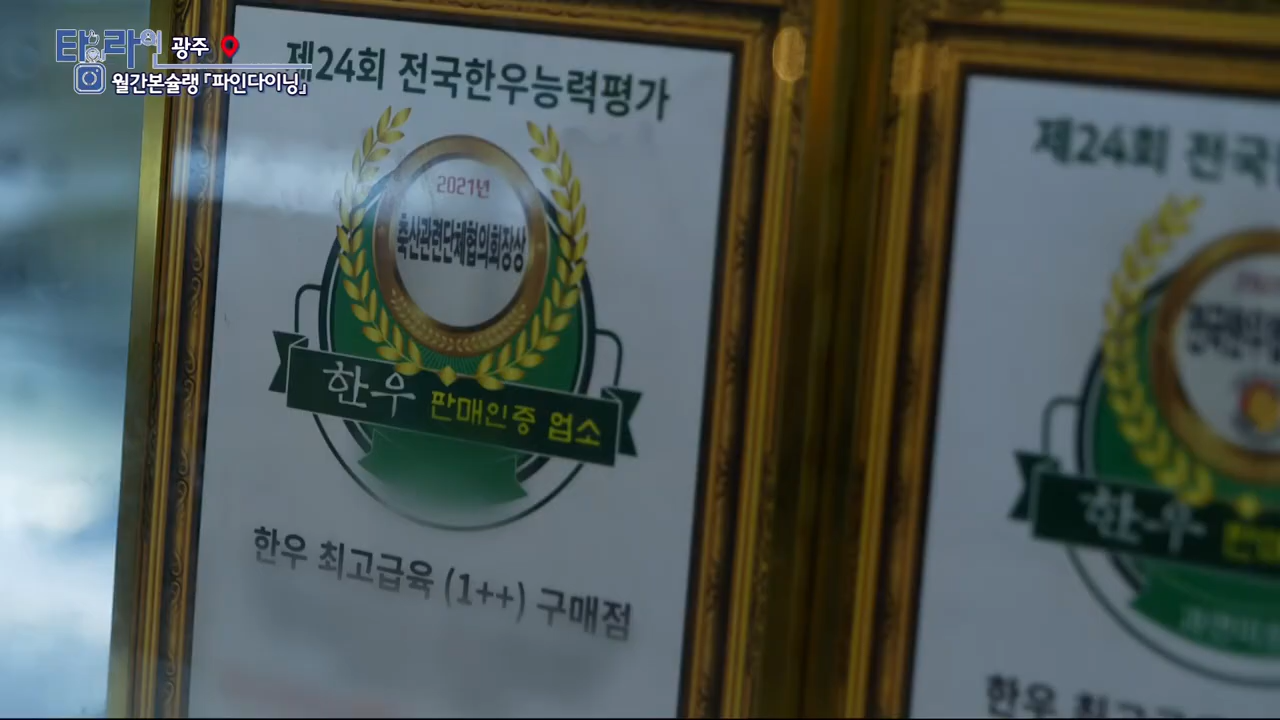 타라의 광주
월간본슐랭 「파인다이닝」
제24회 전국한우능력평가
2021년
축산관련단체협의회장상
한우 판매인증 업소
한우 최고급육 (1++) 구매점
제24회 전국
한우
한우 최고급